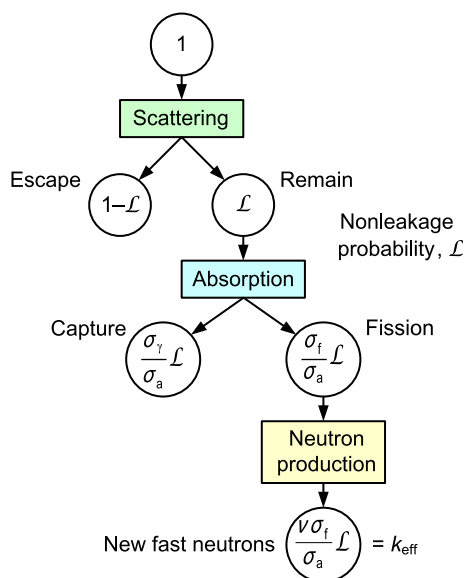 1
Scattering
Escape
Remain
1–ℒ
ℒ
Nonleakage
probability, ℒ
Absorption
Capture
Fission
σγ/σa ℒ
σf/σa ℒ
Neutron
production
New fast neutrons νσf/σa ℒ = keff